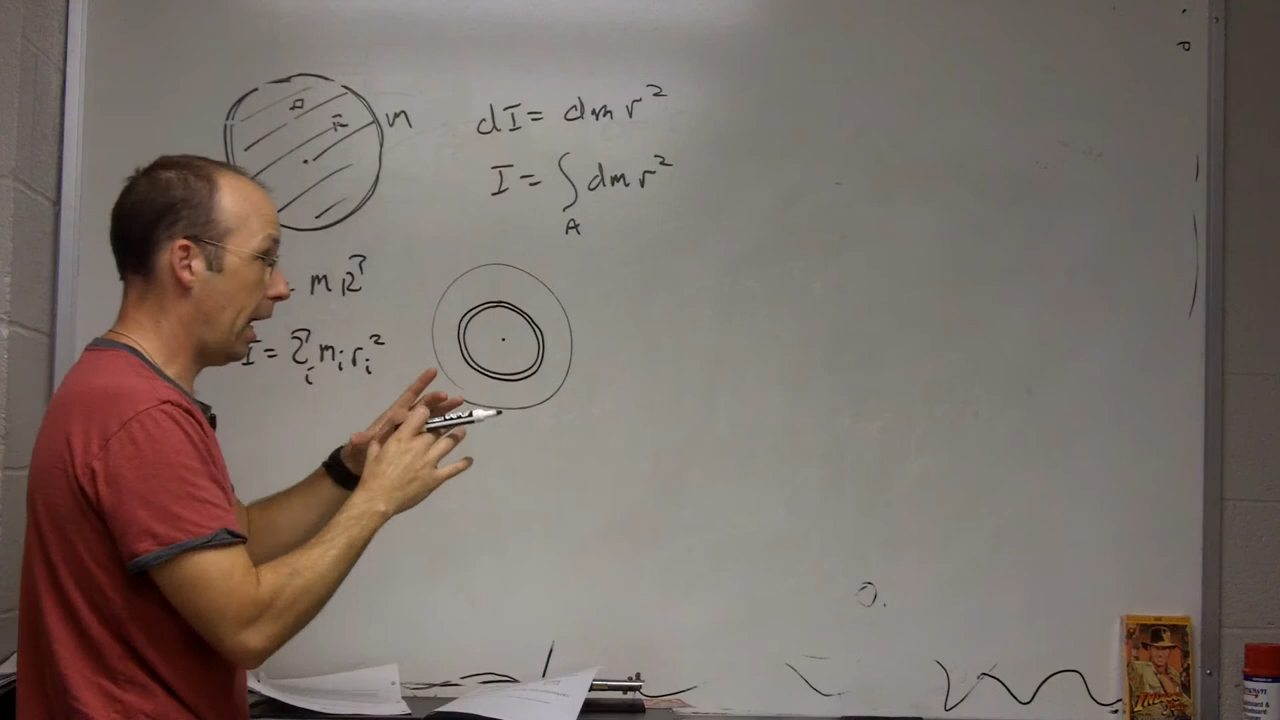 m
R
dI = dm r²
I = ∫ dm r²
A
mR²
I = Σ mᵢ rᵢ²
i